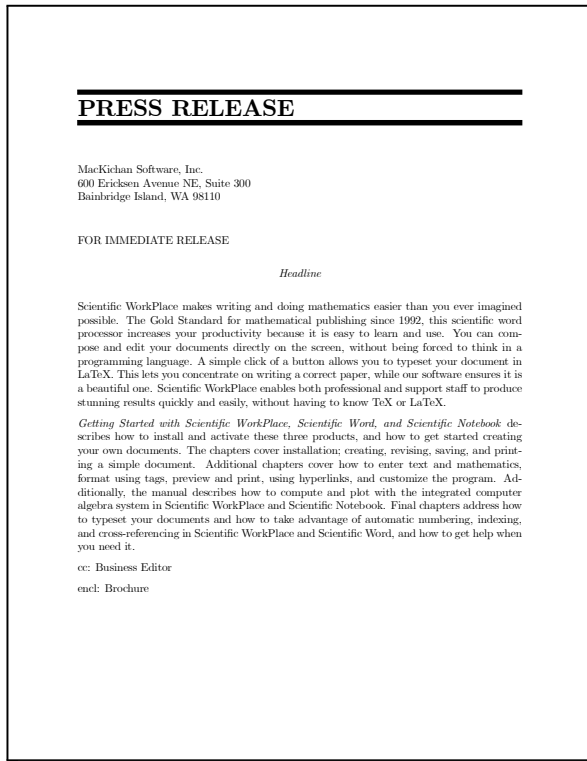 PRESS RELEASE
MacKichan Software, Inc.
600 Ericksen Avenue NE, Suite 300
Bainbridge Island, WA 98110
FOR IMMEDIATE RELEASE
Headline
Scientific WorkPlace makes writing and doing mathematics easier than you ever imagined
possible. The Gold Standard for mathematical publishing since 1992, this scientific word
processor increases your productivity because it is easy to learn and use. You can com-
pose and edit your documents directly on the screen, without being forced to think in a
programming language. A simple click of a button allows you to typeset your document in
LaTeX. This lets you concentrate on writing a correct paper, while our software ensures it is
a beautiful one. Scientific WorkPlace enables both professional and support staff to produce
stunning results quickly and easily, without having to know TeX or LaTeX.
Getting Started with Scientific WorkPlace, Scientific Word, and Scientific Notebook de-
scribes how to install and activate these three products, and how to get started creating
your own documents. The chapters cover installation; creating, revising, saving, and print-
ing a simple document. Additional chapters cover how to enter text and mathematics,
format using tags, preview and print, using hyperlinks, and customize the program. Ad-
ditionally, the manual describes how to compute and plot with the integrated computer
algebra system in Scientific WorkPlace and Scientific Notebook. Final chapters address how
to typeset your documents and how to take advantage of automatic numbering, indexing,
and cross-referencing in Scientific WorkPlace and Scientific Word, and how to get help when
you need it.
cc: Business Editor
encl: Brochure